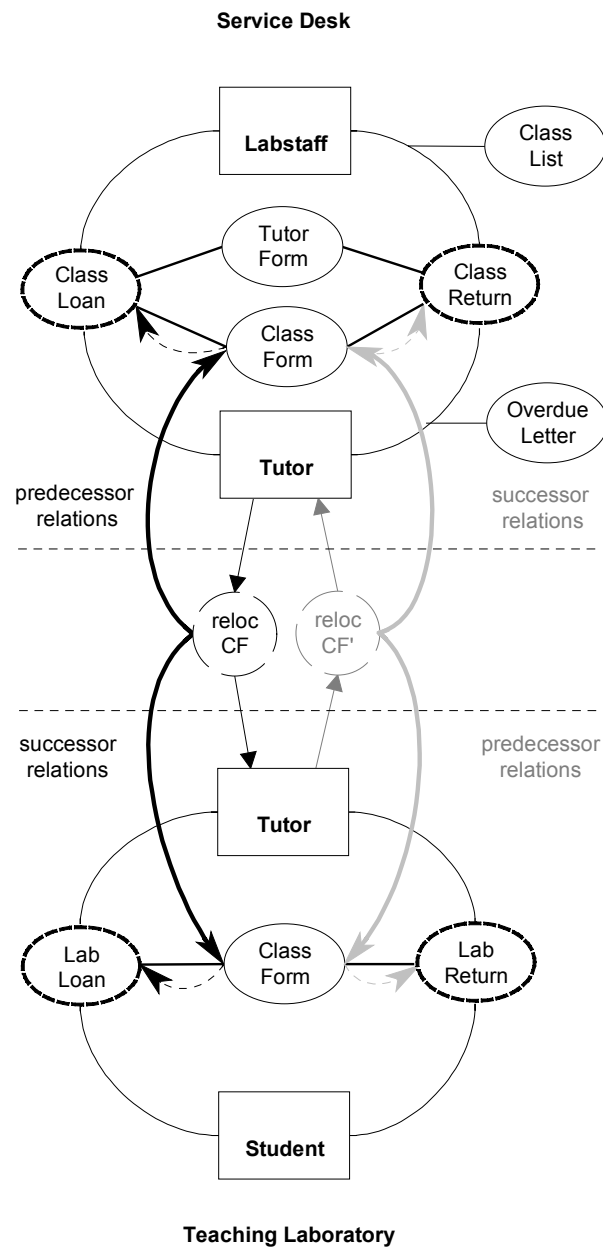 Service Desk
Labstaff
Class
List
Tutor
Form
Class
Loan
Class
Return
Class
Form
Overdue
Letter
Tutor
predecessor
relations
successor
relations
reloc
CF
reloc
CF'
successor
relations
predecessor
relations
Tutor
Lab
Loan
Class
Form
Lab
Return
Student
Teaching Laboratory